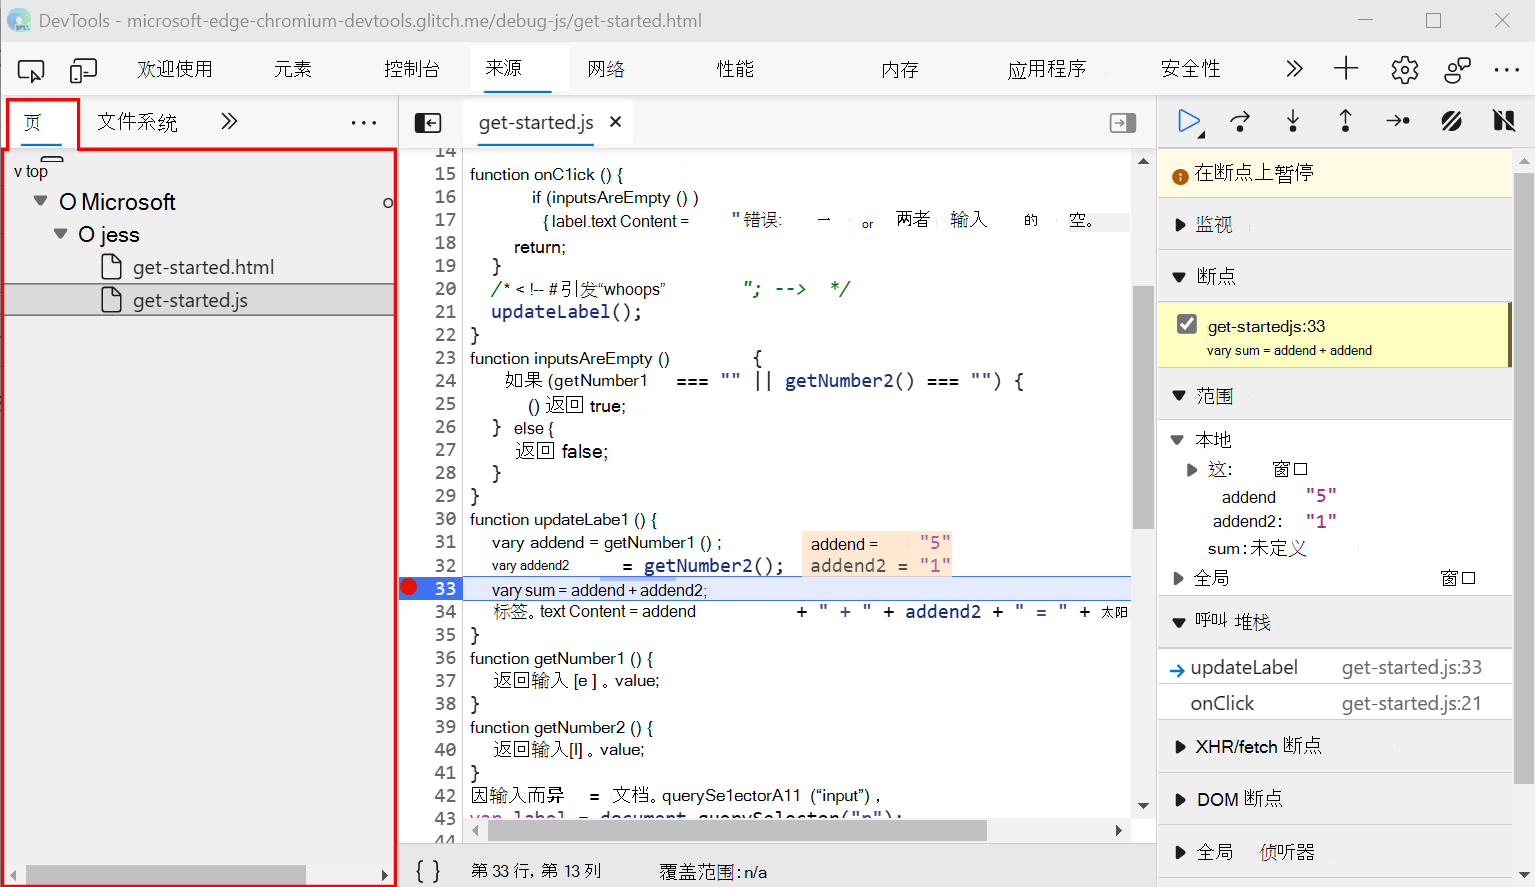 DevTools - microsoft-edge-chromium-devtools.glitch.me/debug-js/get-started.html
欢迎使用 元素 控制台 来源 网络 性能 内存 应用程序 安全性
页 文件系统
v top
O Microsoft
O jess
get-started.html
get-started.js
get-started.js
14
15 function onC1ick () {
16 if (inputsAreEmpty () )
17 { label.text Content = "错误: 一 or 两者 输入 的 空。
18 return;
19 }
20 /* < !-- # 引发“whoops” "; --> */
21 updateLabel();
22 }
23 function inputsAreEmpty () {
24 如果 (getNumber1 === "" || getNumber2() === "") {
25 () 返回 true;
26 } else {
27 返回 false;
28 }
29 }
30 function updateLabe1 () {
31 vary addend = getNumber1 () ; addend = "5"
32 vary addend2 = getNumber2(); addend2 = "1"
33 vary sum = addend + addend2;
34 标签。text Content = addend + " + " + addend2 + " = " + 太阳
35 }
36 function getNumber1 () {
37 返回输入 [e ] 。value;
38 }
39 function getNumber2 () {
40 返回输入[I] 。value;
41 }
42 因输入而异 = 文档。querySe1ectorA11 (“input”) ，
43 var label = document.querySelector("p");
44
{ } 第 33 行, 第 13 列 覆盖范围: n/a
在断点上暂停
监视
断点
get-startedjs:33
vary sum = addend + addend
范围
本地
这: 窗口
addend "5"
addend2: "1"
sum:未定义
全局 窗口
呼叫 堆栈
updateLabel get-started.js:33
onClick get-started.js:21
XHR/fetch 断点
DOM 断点
全局 侦听器